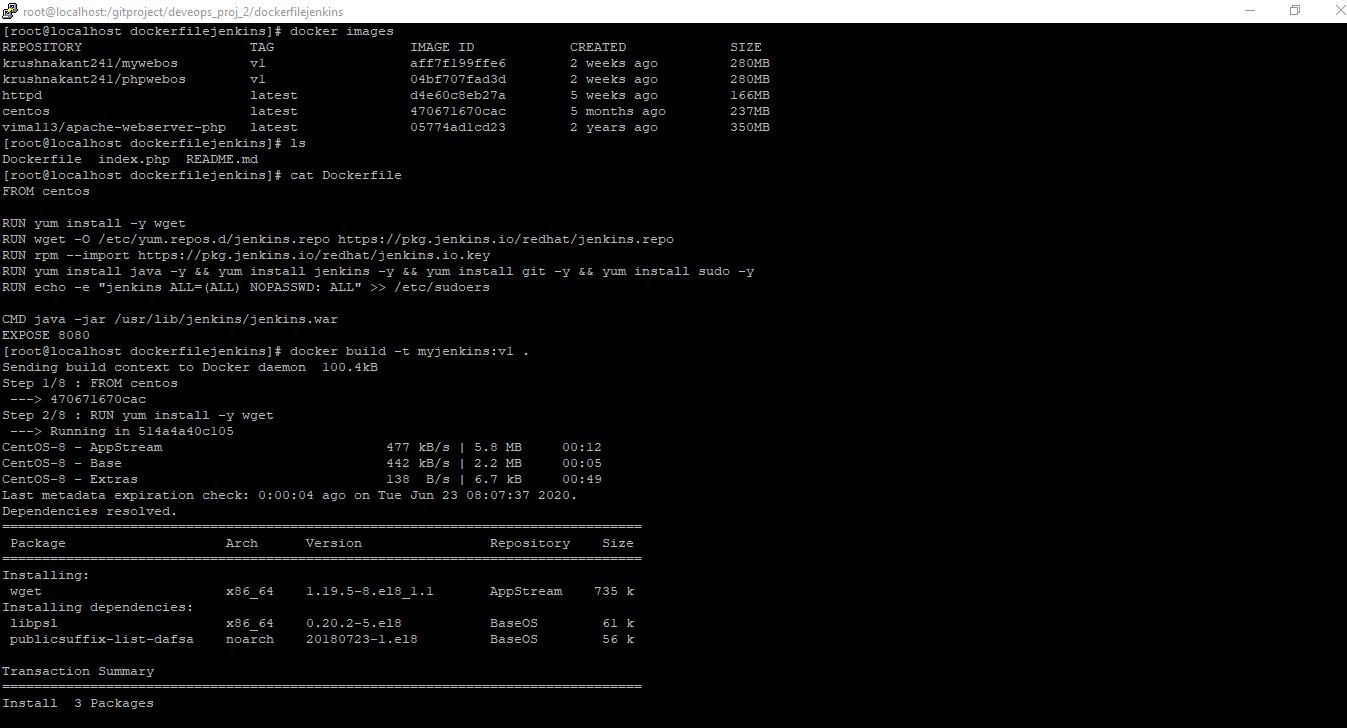 root@localhost:/gitproject/deveops_proj_2/dockerfilejenkins
[root@localhost dockerfilejenkins]# docker images
REPOSITORY TAG IMAGE ID CREATED SIZE
krushnakant241/mywebos v1 aff7f199ffe6 2 weeks ago 280MB
krushnakant241/phpwebos v1 04bf707fad3d 2 weeks ago 280MB
httpd latest d4e60c8eb27a 5 weeks ago 166MB
centos latest 470671670cac 5 months ago 237MB
vimal13/apache-webserver-php latest 05774ad1cd23 2 years ago 350MB
[root@localhost dockerfilejenkins]# ls
Dockerfile index.php README.md
[root@localhost dockerfilejenkins]# cat Dockerfile
FROM centos
RUN yum install -y wget
RUN wget -O /etc/yum.repos.d/jenkins.repo https://pkg.jenkins.io/redhat/jenkins.repo
RUN rpm --import https://pkg.jenkins.io/redhat/jenkins.io.key
RUN yum install java -y && yum install jenkins -y && yum install git -y && yum install sudo -y
RUN echo -e "jenkins ALL=(ALL) NOPASSWD: ALL" >> /etc/sudoers
CMD java -jar /usr/lib/jenkins/jenkins.war
EXPOSE 8080
[root@localhost dockerfilejenkins]# docker build -t myjenkins:v1 .
Sending build context to Docker daemon 100.4kB
Step 1/8 : FROM centos
---> 470671670cac
Step 2/8 : RUN yum install -y wget
---> Running in 514a4a40c105
CentOS-8 - AppStream 477 kB/s | 5.8 MB 00:12
CentOS-8 - Base 442 kB/s | 2.2 MB 00:05
CentOS-8 - Extras 138 B/s | 6.7 kB 00:49
Last metadata expiration check: 0:00:04 ago on Tue Jun 23 08:07:37 2020.
Dependencies resolved.
================================================================================
Package Arch Version Repository Size
================================================================================
Installing:
wget x86_64 1.19.5-8.el8_1.1 AppStream 735 k
Installing dependencies:
libpsl x86_64 0.20.2-5.el8 BaseOS 61 k
publicsuffix-list-dafsa noarch 20180723-1.el8 BaseOS 56 k
Transaction Summary
================================================================================
Install 3 Packages